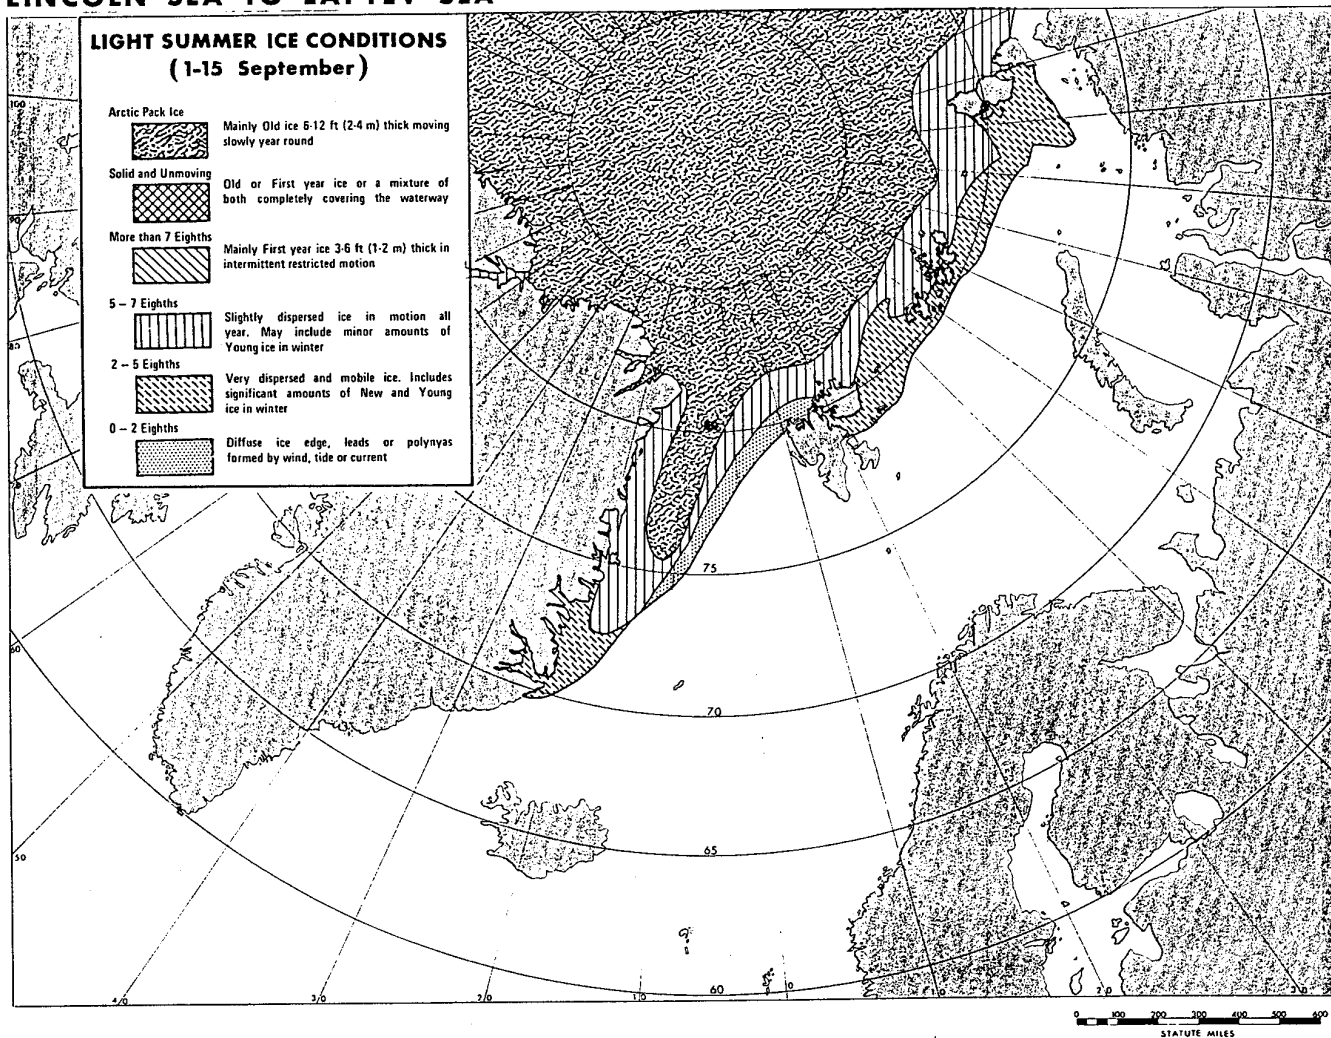 LINCOLN SEA TO LAPTEV SEA
LIGHT SUMMER ICE CONDITIONS
(1-15 September)
Arctic Pack Ice
Mainly Old ice 6-12 ft (2-4 m) thick moving
slowly year round
Solid and Unmoving
Old or First year ice or a mixture of
both completely covering the waterway
More than 7 Eighths
Mainly First year ice 3-6 ft (1-2 m) thick in
intermittent restricted motion
5 – 7 Eighths
Slightly dispersed ice in motion all
year. May include minor amounts of
Young ice in winter
2 – 5 Eighths
Very dispersed and mobile ice. Includes
significant amounts of New and Young
ice in winter
0 – 2 Eighths
Diffuse ice edge, leads or polynyas
formed by wind, tide or current
100
90
80
60
50
80
75
70
65
60
40
30
20
10
0
10
20
30
0 100 200 300 400 500 600
STATUTE MILES